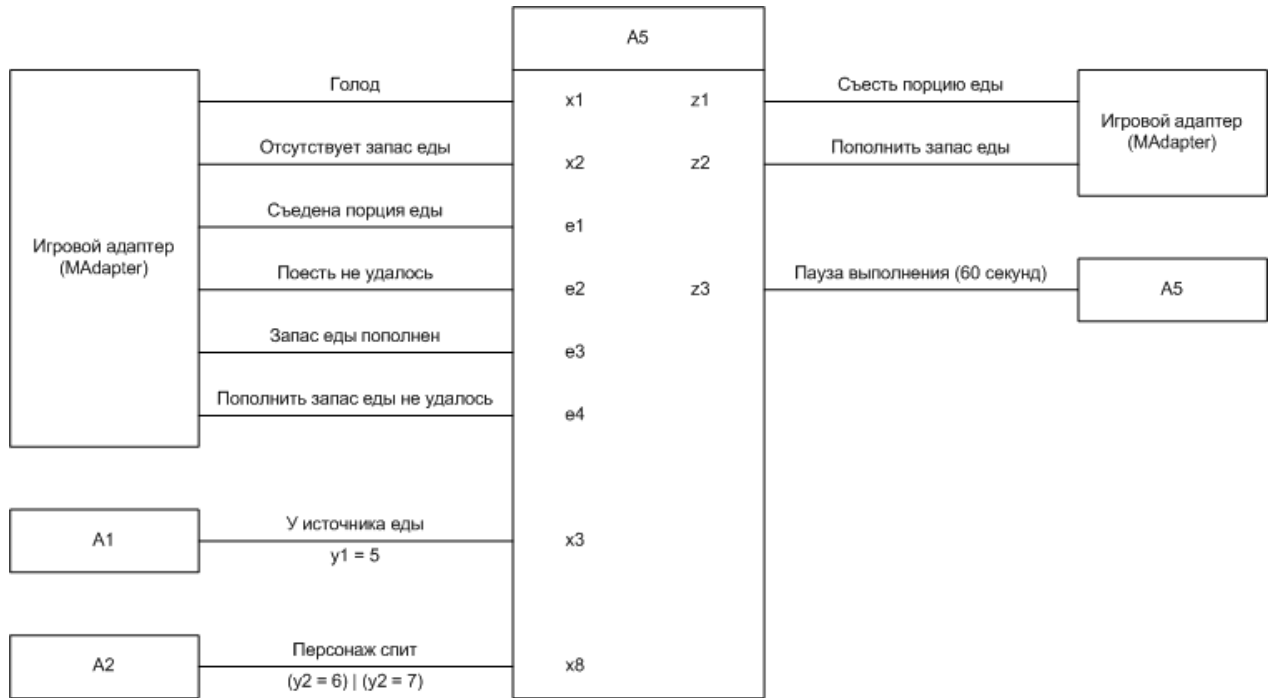 A5
Голод
x1
z1
Съесть порцию еды
Игровой адаптер
(MAdapter)
Отсутствует запас еды
x2
z2
Пополнить запас еды
Съедена порция еды
e1
Игровой адаптер
(MAdapter)
Поесть не удалось
e2
z3
Пауза выполнения (60 секунд)
A5
Запас еды пополнен
e3
Пополнить запас еды не удалось
e4
A1
У источника еды
y1 = 5
x3
A2
Персонаж спит
(y2 = 6) | (y2 = 7)
x8